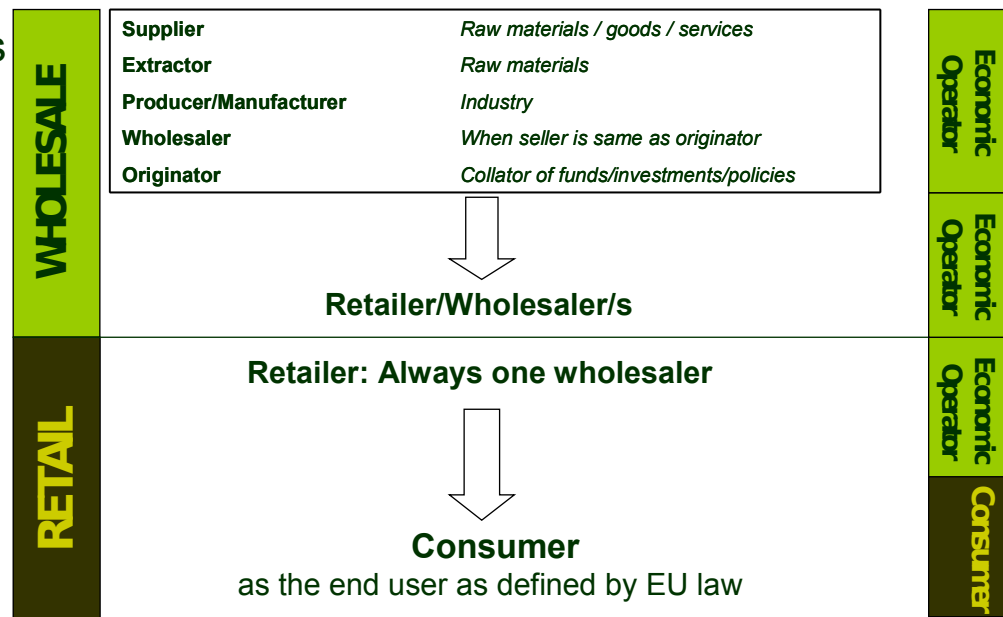 s
WHOLESALE
Supplier Raw materials / goods / services
Extractor Raw materials
Producer/Manufacturer Industry
Wholesaler When seller is same as originator
Originator Collator of funds/investments/policies
Economic
Operator
Retailer/Wholesaler/s
Economic
Operator
RETAIL
Retailer: Always one wholesaler
Economic
Operator
Consumer
as the end user as defined by EU law
Consumer